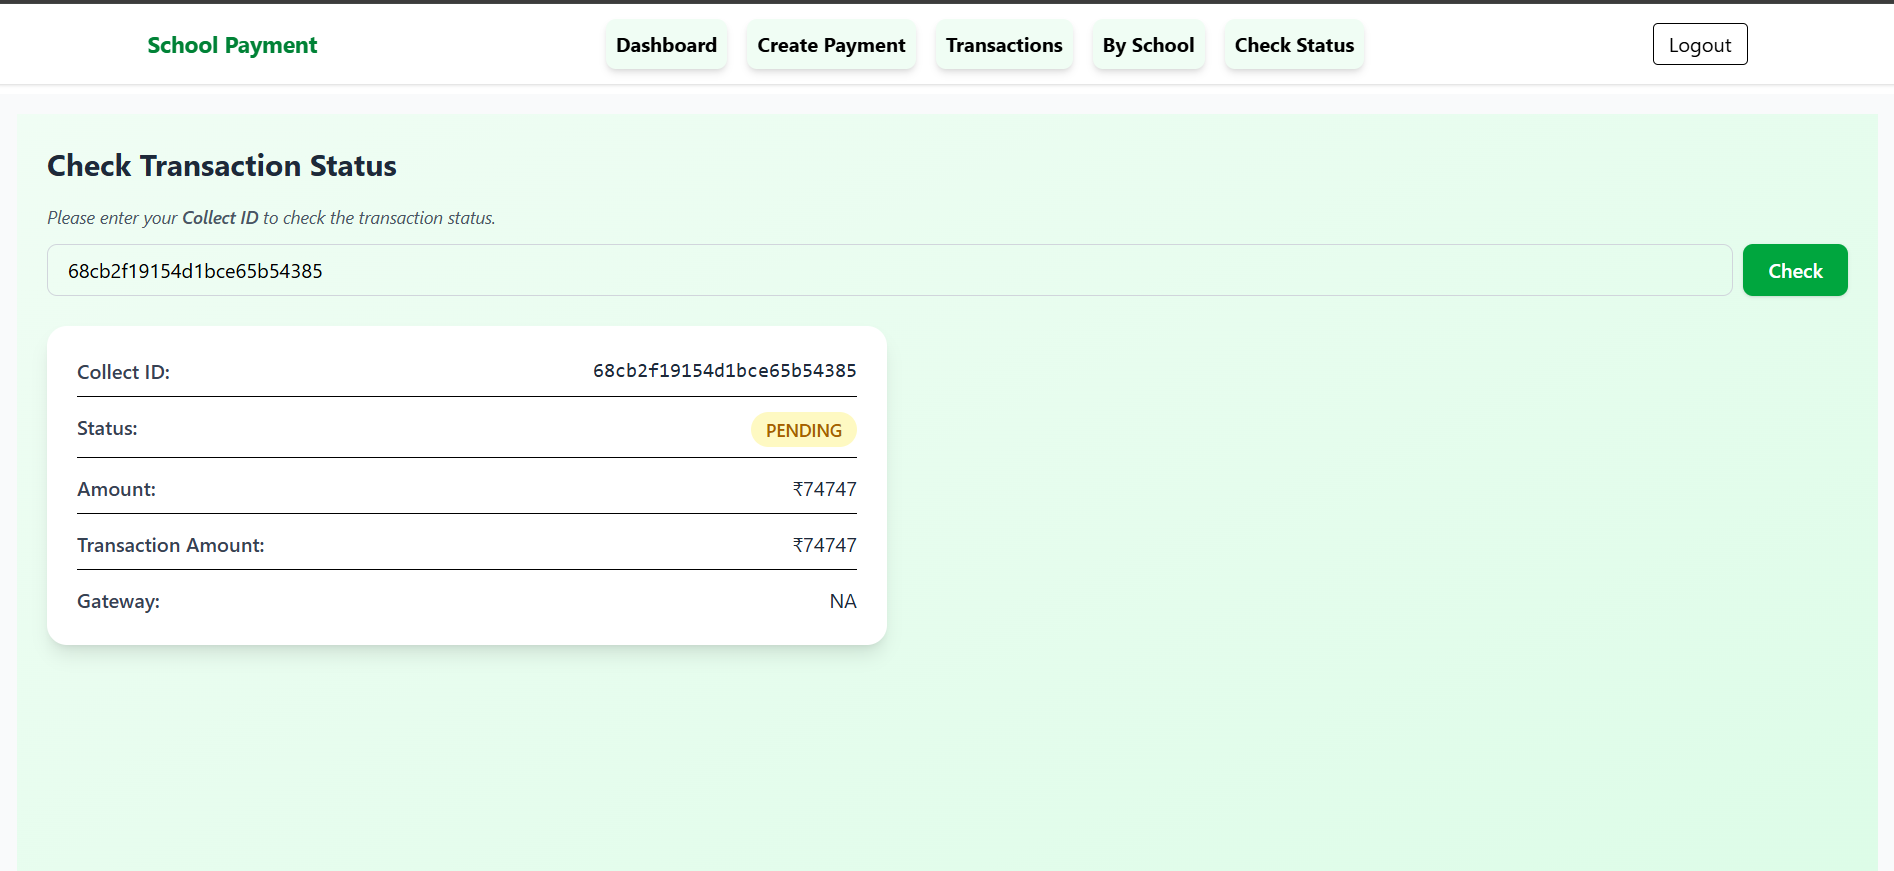 School Payment
Dashboard
Create Payment
Transactions
By School
Check Status
Logout
Check Transaction Status
Please enter your Collect ID to check the transaction status.
68cb2f19154d1bce65b54385
Check
Collect ID: 68cb2f19154d1bce65b54385
Status: PENDING
Amount: ₹74747
Transaction Amount: ₹74747
Gateway: NA